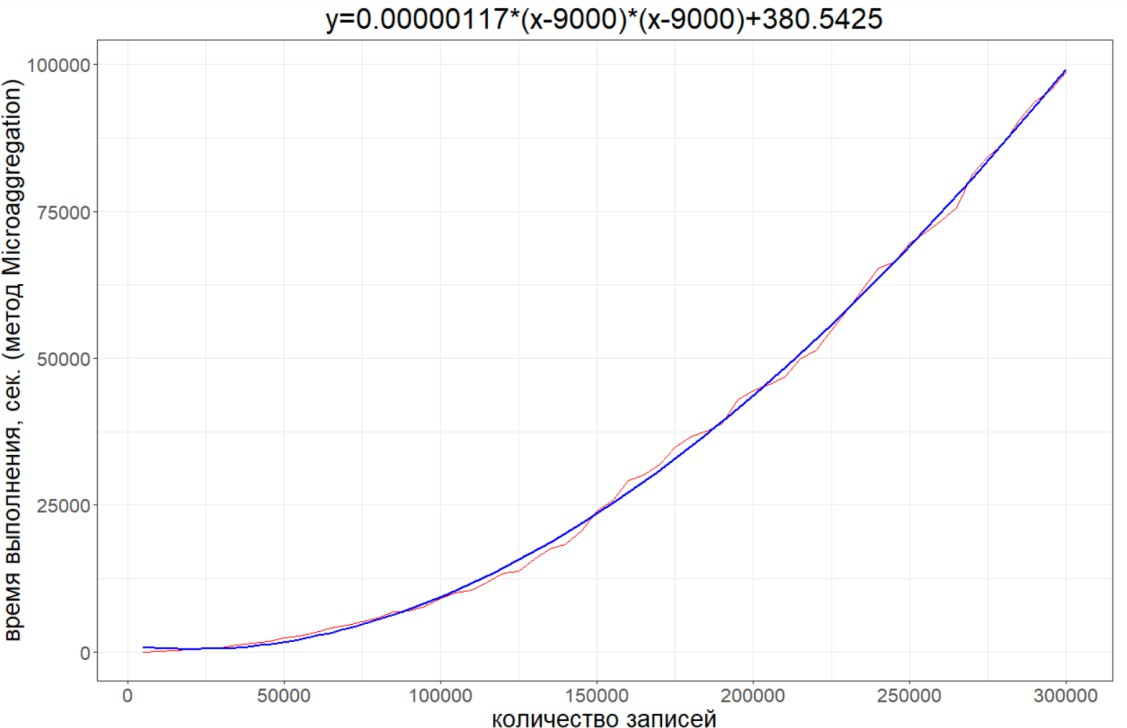 y=0.00000117*(x-9000)*(x-9000)+380.5425
время выполнения, сек. (метод Microaggregation)
100000
75000
50000
25000
0
0 50000 100000 150000 200000 250000 300000
количество записей